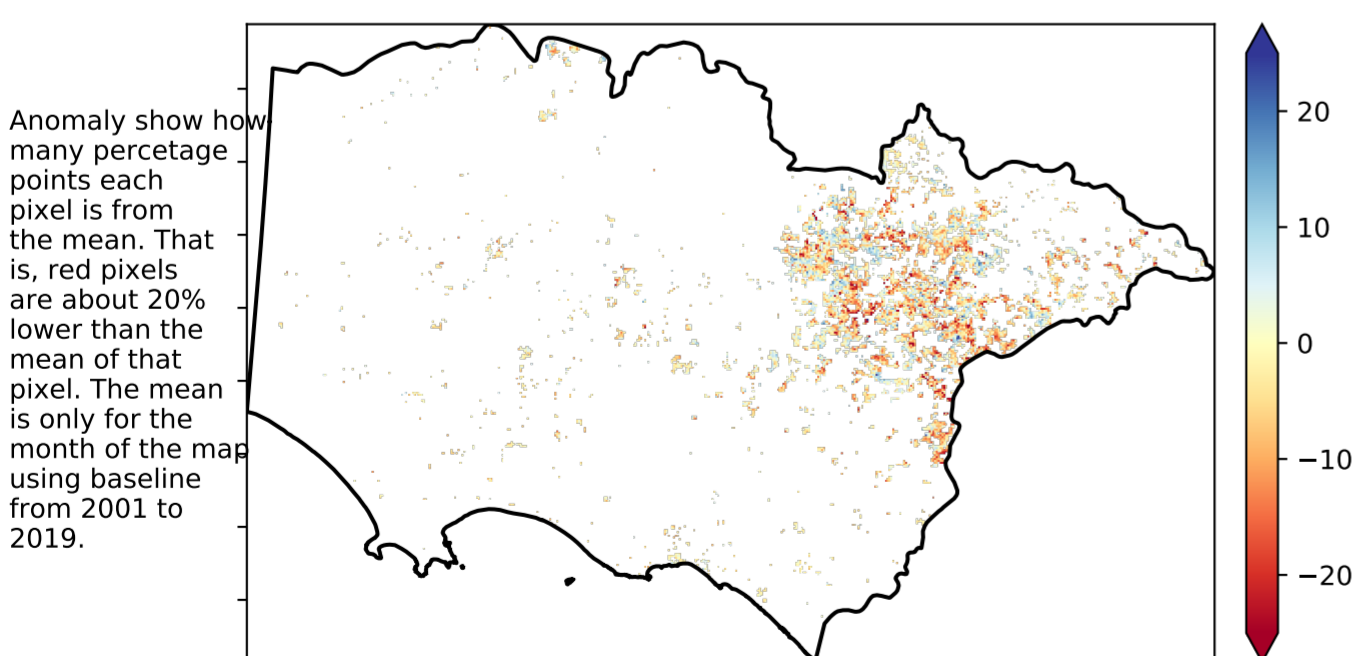 Anomaly show how
many percetage
points each
pixel is from
the mean. That
is, red pixels
are about 20%
lower than the
mean of that
pixel. The mean
is only for the
month of the map
using baseline
from 2001 to
2019.
20
10
0
−10
−20